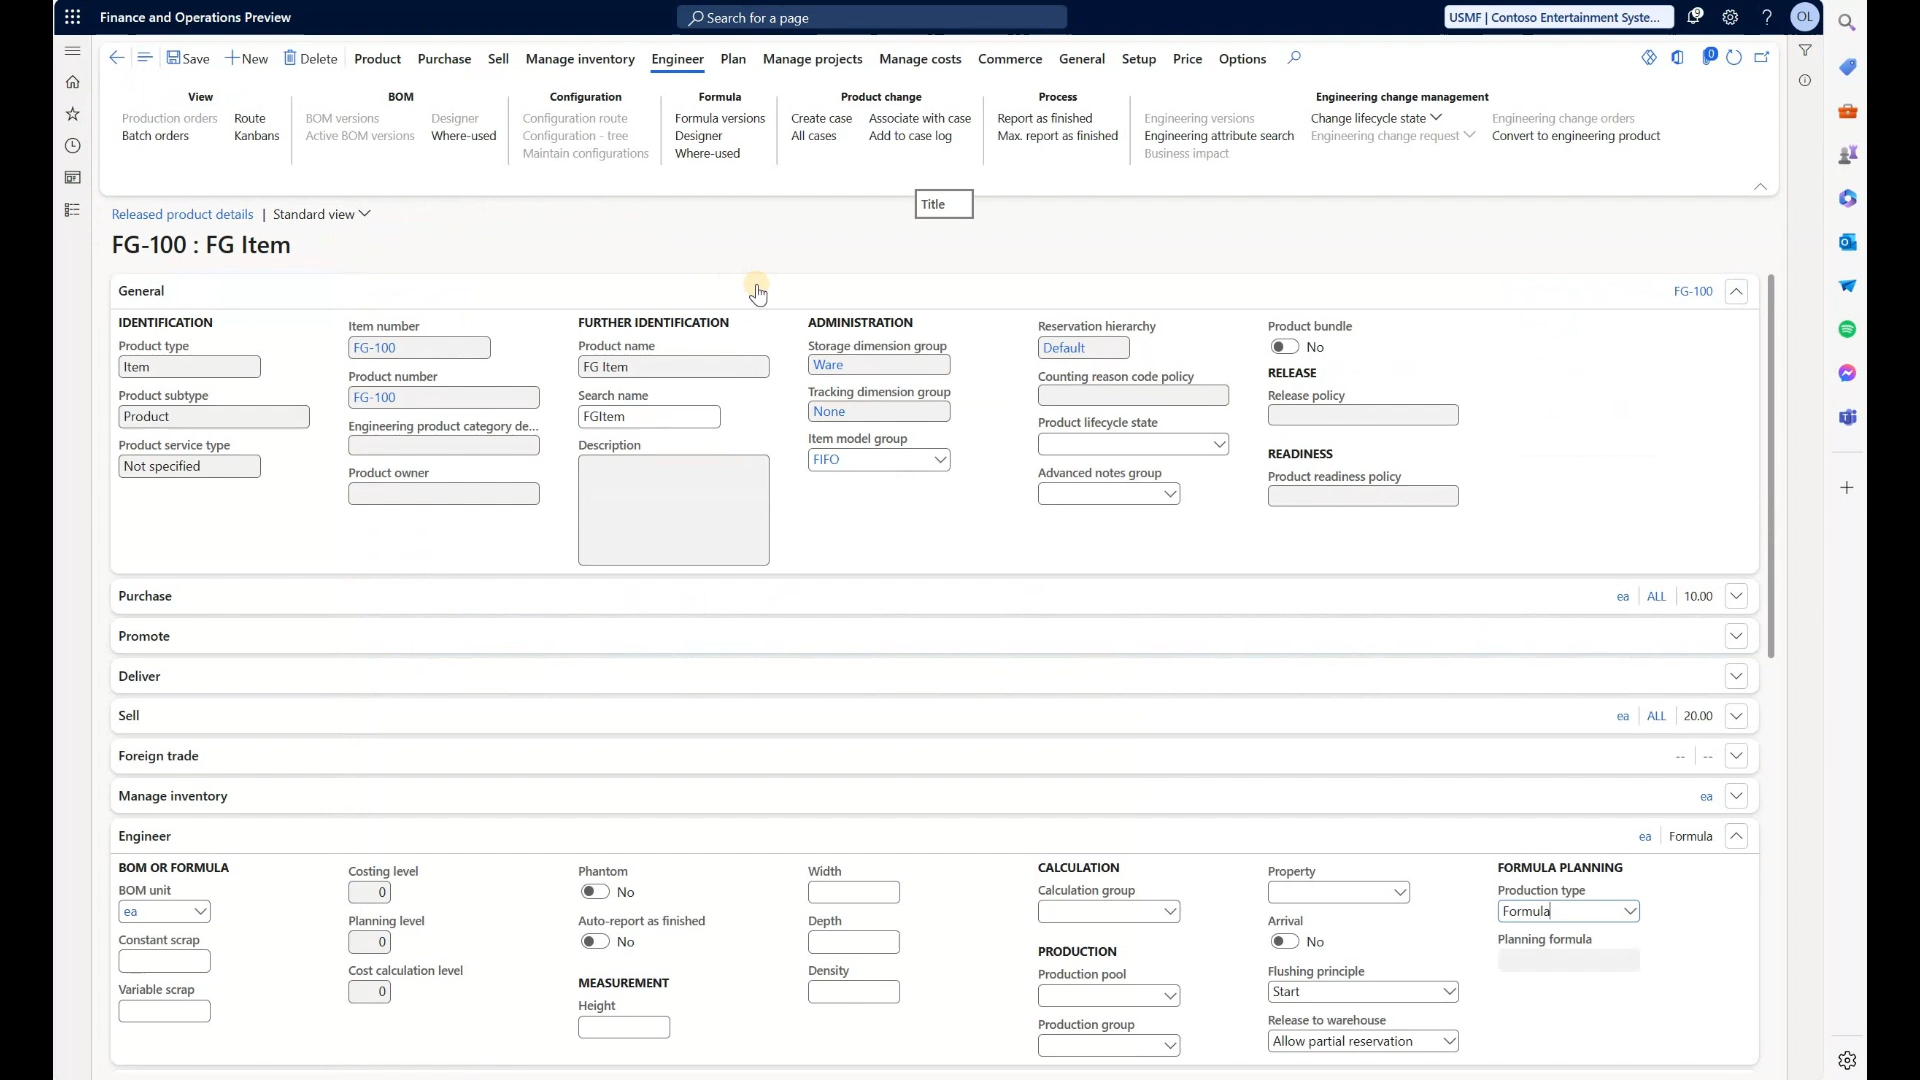 Finance and Operations Preview
Search for a page
USMF | Contoso Entertainment Syste...
9
OL
Save
New
Delete
Product
Purchase
Sell
Manage inventory
Engineer
Plan
Manage projects
Manage costs
Commerce
General
Setup
Price
Options
0
View
Production orders
Batch orders
Route
Kanbans
BOM
BOM versions
Active BOM versions
Designer
Where-used
Configuration
Configuration route
Configuration - tree
Maintain configurations
Formula
Formula versions
Designer
Where-used
Product change
Create case
All cases
Associate with case
Add to case log
Process
Report as finished
Max. report as finished
Engineering change management
Engineering versions
Engineering attribute search
Business impact
Change lifecycle state
Engineering change request
Engineering change orders
Convert to engineering product
Title
Released product details | Standard view
FG-100 : FG Item
General
FG-100
IDENTIFICATION
Product type
Item
Product subtype
Product
Product service type
Not specified
Item number
FG-100
Product number
FG-100
Engineering product category de...
Product owner
FURTHER IDENTIFICATION
Product name
FG Item
Search name
FGItem
Description
ADMINISTRATION
Storage dimension group
Ware
Tracking dimension group
None
Item model group
FIFO
Reservation hierarchy
Default
Counting reason code policy
Product lifecycle state
Advanced notes group
Product bundle
No
RELEASE
Release policy
READINESS
Product readiness policy
Purchase
ea | ALL | 10.00
Promote
Deliver
Sell
ea | ALL | 20.00
Foreign trade
-- | --
Manage inventory
ea
Engineer
ea | Formula
BOM OR FORMULA
BOM unit
ea
Constant scrap
Variable scrap
Costing level
0
Planning level
0
Cost calculation level
0
Phantom
No
Auto-report as finished
No
MEASUREMENT
Height
Width
Depth
Density
CALCULATION
Calculation group
PRODUCTION
Production pool
Production group
Property
Arrival
No
Flushing principle
Start
Release to warehouse
Allow partial reservation
FORMULA PLANNING
Production type
Formula
Planning formula